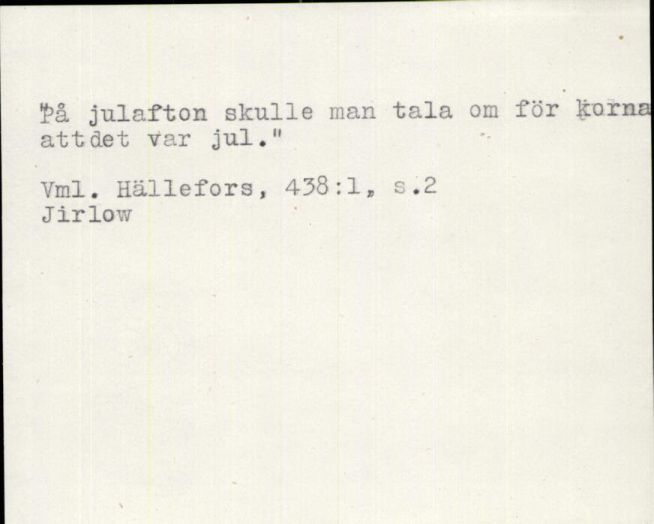 "På julafton skulle man tala om för korna
attdet var jul."
Vml. Hällefors, 438:1, s.2
Jirlow